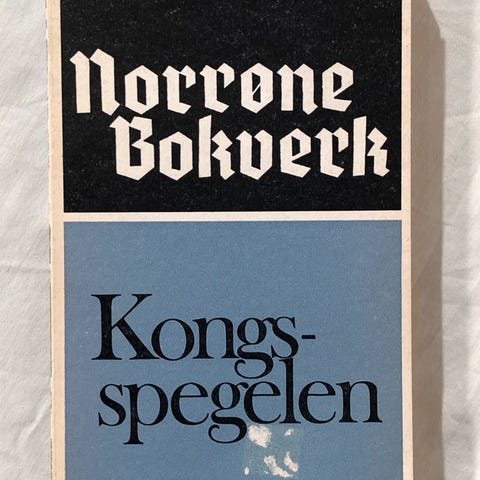 Norrøne
Bokverk
Kongs-
spegelen